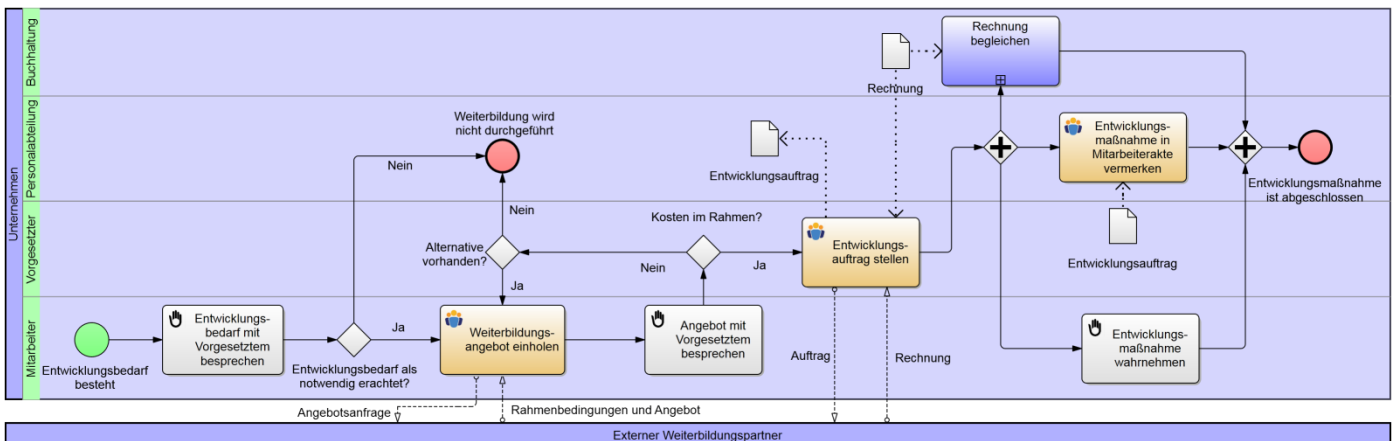 Unternehmen
Buchhaltung
Personalabteilung
Vorgesetzter
Mitarbeiter
Rechnung
begleichen
Rechnung
Weiterbildung wird
nicht durchgeführt
Nein
Entwicklungsauftrag
Entwicklungs-
maßnahme in
Mitarbeiterakte
vermerken
Entwicklungsmaßnahme
ist abgeschlossen
Nein
Kosten im Rahmen?
Alternative
vorhanden?
Nein
Ja
Entwicklungs-
auftrag stellen
Entwicklungsauftrag
Ja
Entwicklungsbedarf
besteht
Entwicklungs-
bedarf mit
Vorgesetztem
besprechen
Ja
Entwicklungsbedarf als
notwendig erachtet?
Weiterbildungs-
angebot einholen
Angebot mit
Vorgesetztem
besprechen
Auftrag
Rechnung
Entwicklungs-
maßnahme
wahrnehmen
Angebotsanfrage
Rahmenbedingungen und Angebot
Externer Weiterbildungspartner